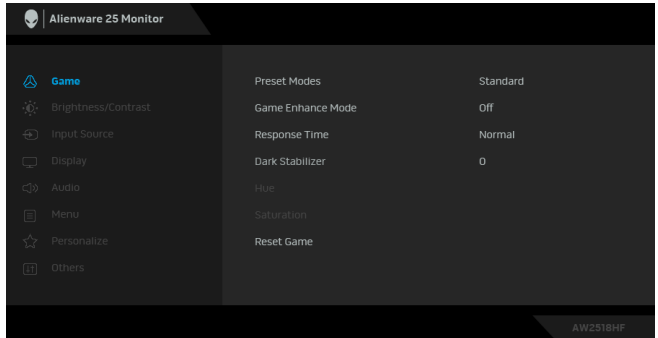 Alienware 25 Monitor
Game
Preset Modes Standard
Brightness/Contrast
Game Enhance Mode Off
Input Source
Response Time Normal
Display
Dark Stabilizer 0
Audio
Hue
Menu
Saturation
Personalize
Reset Game
Others
AW2518HF